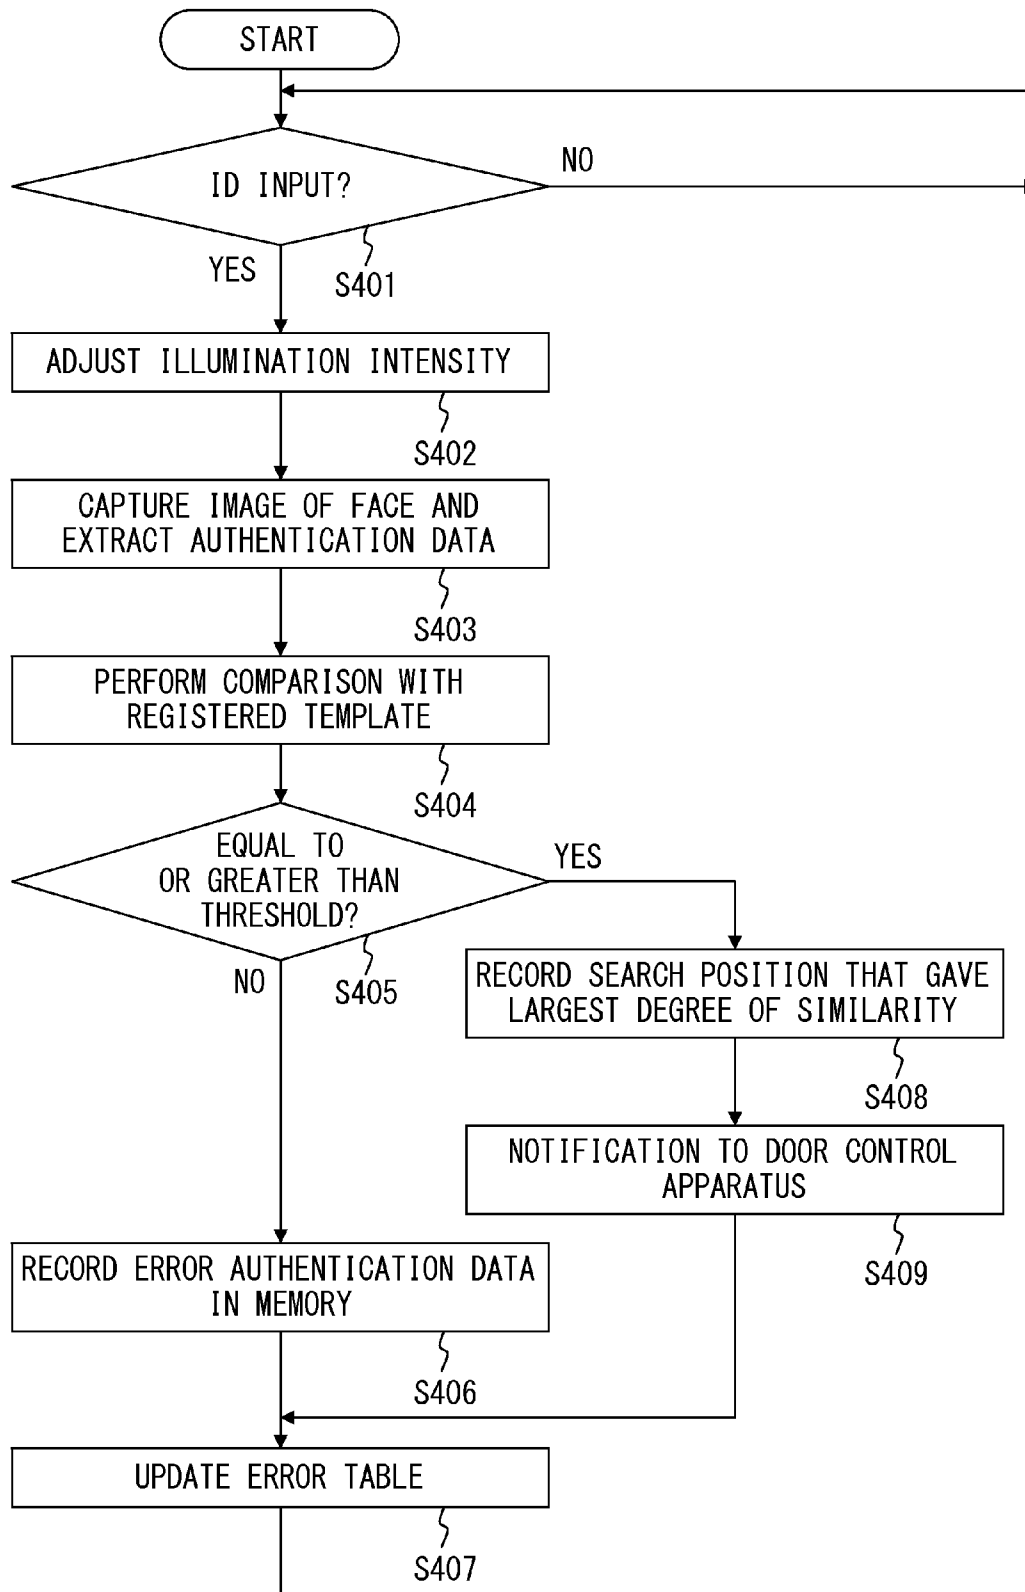 START
ID INPUT?
NO
YES
S401
ADJUST ILLUMINATION INTENSITY
S402
CAPTURE IMAGE OF FACE AND
EXTRACT AUTHENTICATION DATA
S403
PERFORM COMPARISON WITH
REGISTERED TEMPLATE
S404
EQUAL TO
OR GREATER THAN
THRESHOLD?
YES
NO
S405
RECORD SEARCH POSITION THAT GAVE
LARGEST DEGREE OF SIMILARITY
S408
NOTIFICATION TO DOOR CONTROL
APPARATUS
S409
RECORD ERROR AUTHENTICATION DATA
IN MEMORY
S406
UPDATE ERROR TABLE
S407